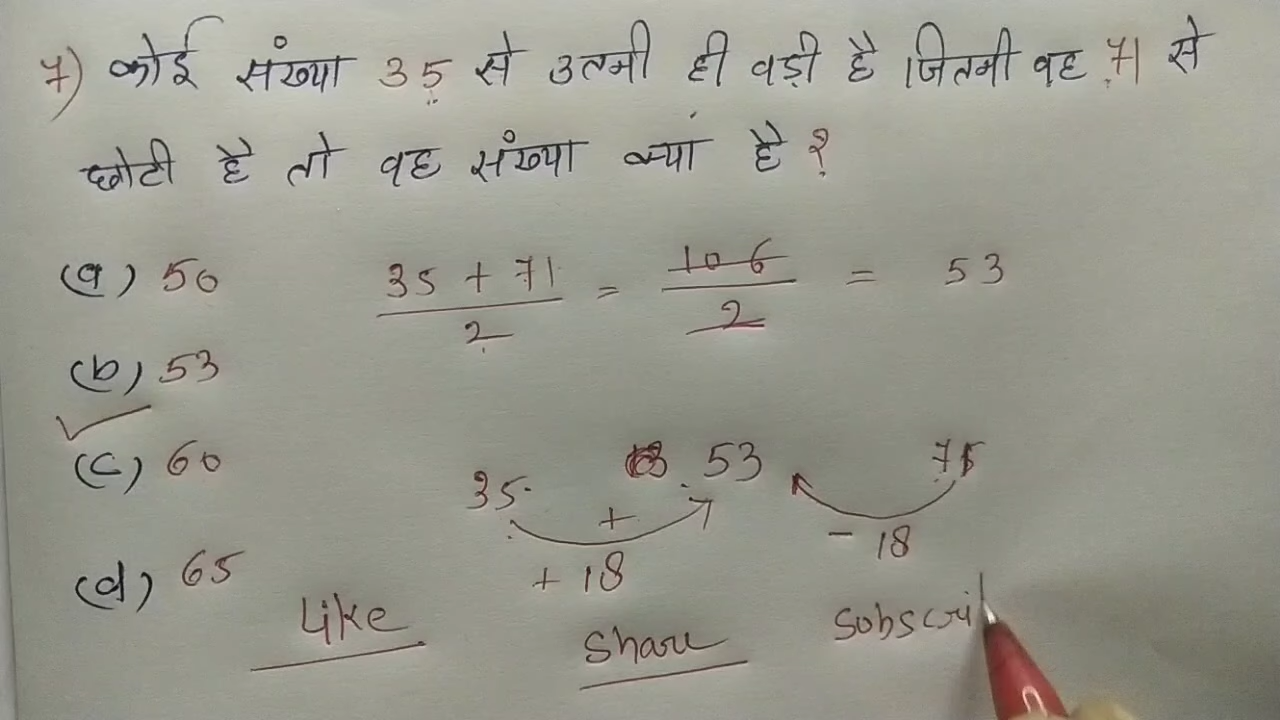 7) कोई संख्या 35 से उतनी ही बड़ी है जितनी वह 71 से
छोटी है तो वह संख्या क्या है ?
(a) 50
35 + 71 / 2 = 106 / 2 = 53
(b) 53
(c) 60
35 53 71
+
+ 18 - 18
(d) 65
Like Share Subscri